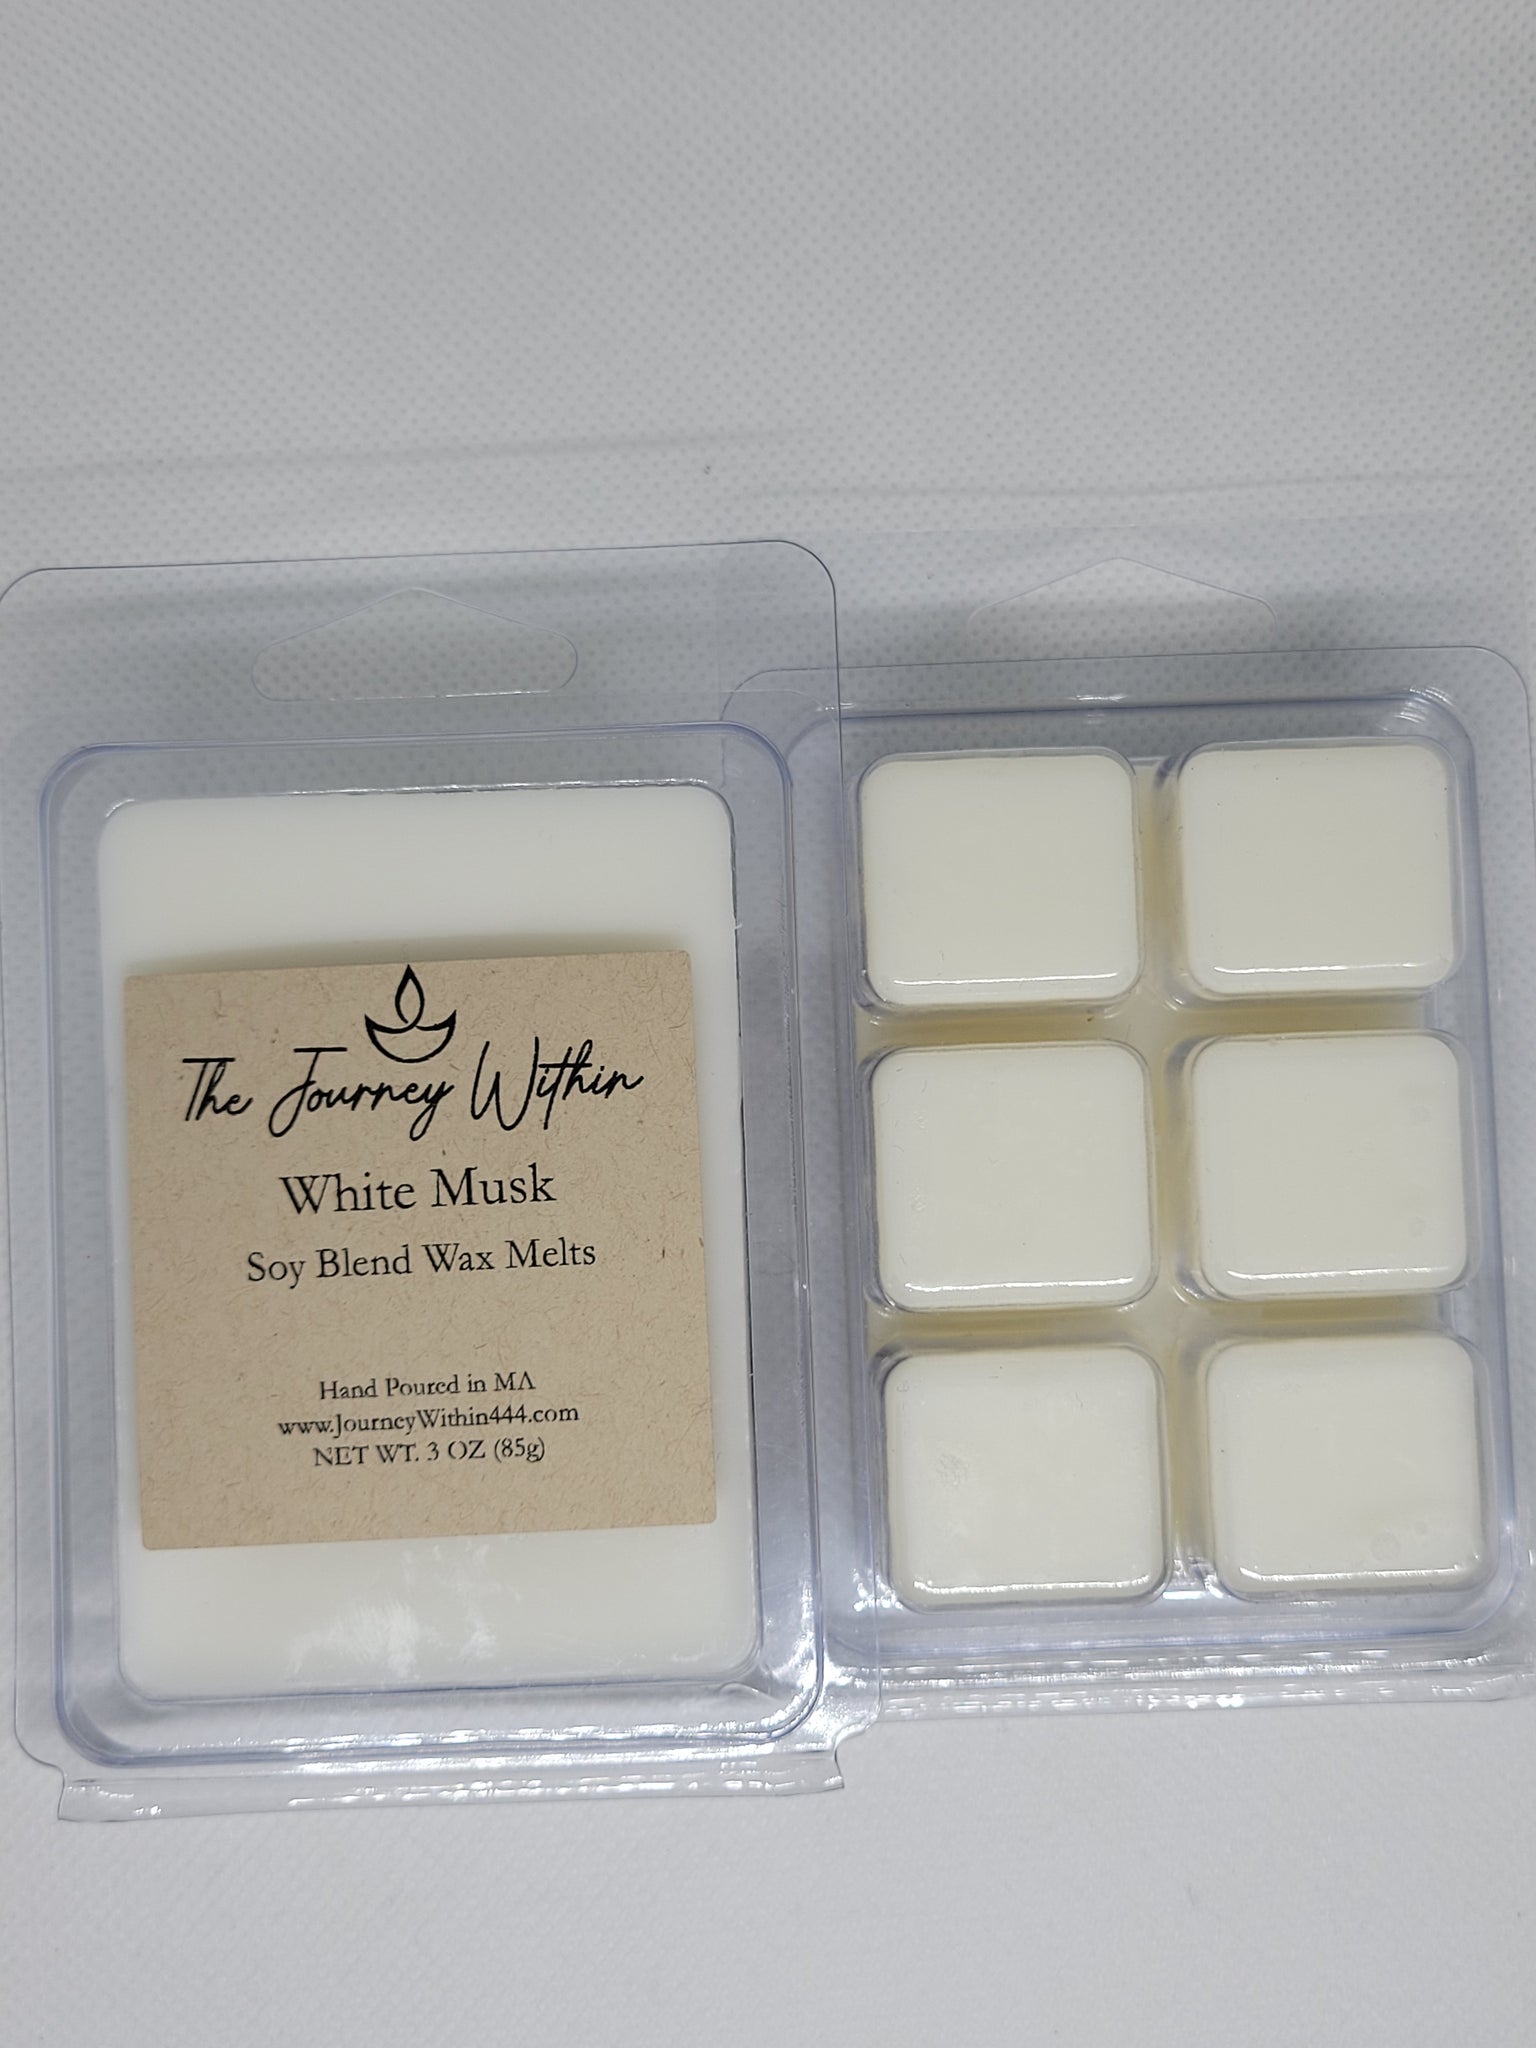 The Journey Within
White Musk
Soy Blend Wax Melts
Hand Poured in MA
www.JourneyWithin444.com
NET WT. 3 OZ (85g)